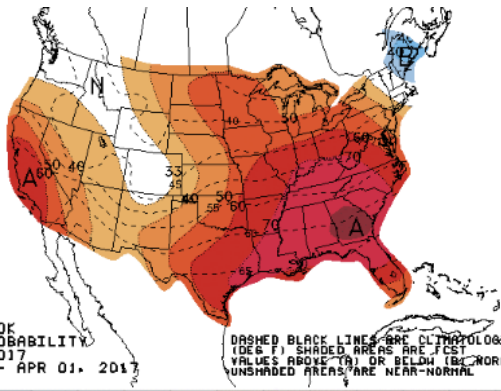 B
N
50
40
60
70
33
45
50 40
A 60
40 50
55 60
70
A
65
OK
OBABILITY
017
- APR 01, 2017
DASHED BLACK LINES ARE CLIMATOLOG
(DEG F) SHADED AREAS ARE FCST
VALUES ABOVE (A) OR BELOW (B) NOR
UNSHADED AREAS ARE NEAR-NORMAL